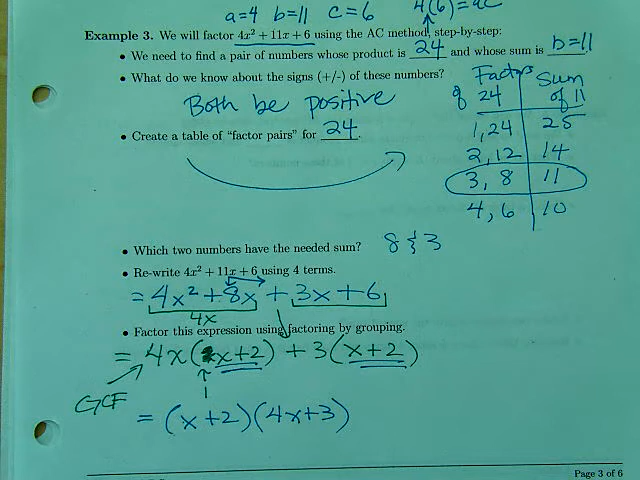 a=4 b=11 c=6 4(6)=ac
Example 3. We will factor 4x² + 11x + 6 using the AC method, step-by-step:
• We need to find a pair of numbers whose product is 24 and whose sum is b=11.
• What do we know about the signs (+/-) of these numbers?
Both be positive
Factors of 24 Sum of 11
1, 24 25
2, 12 14
3, 8 11
4, 6 10
• Create a table of "factor pairs" for 24.
• Which two numbers have the needed sum? 8 & 3
• Re-write 4x² + 11x + 6 using 4 terms.
= 4x² + 8x + 3x + 6
4x
• Factor this expression using factoring by grouping.
= 4x(x+2) + 3(x+2)
GCF
= (x+2)(4x+3)
Page 3 of 6